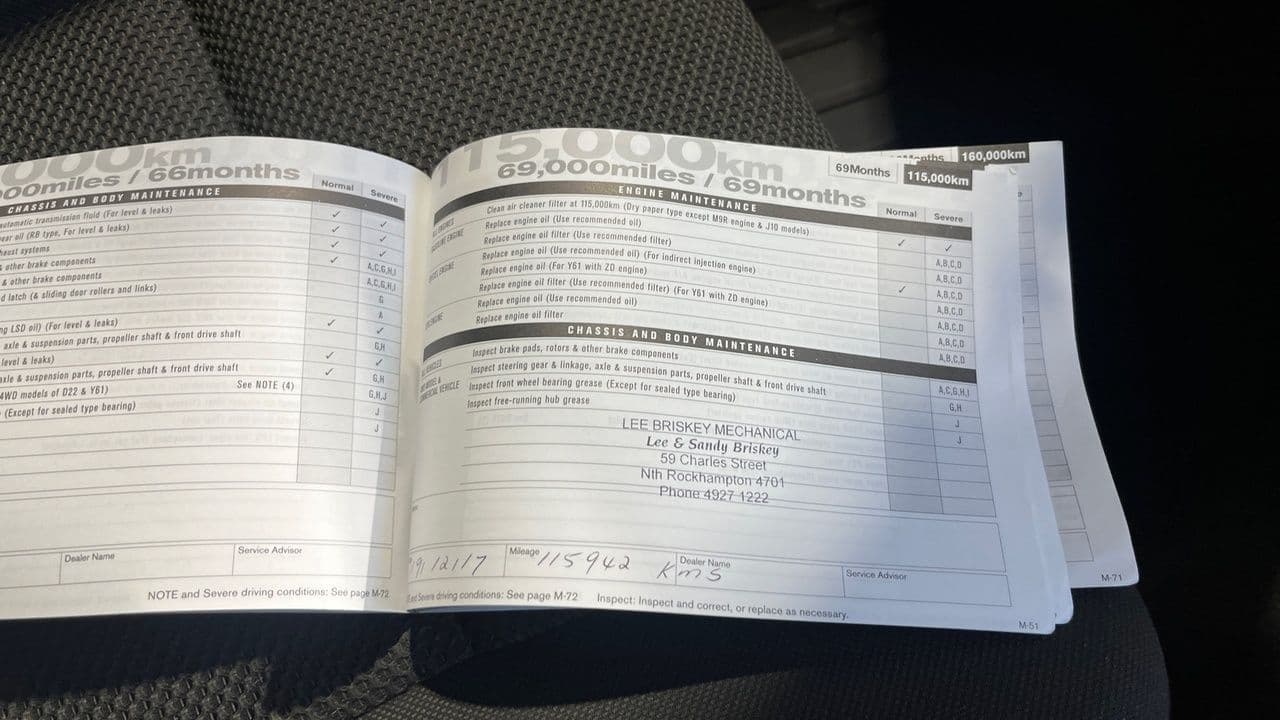 000km
000miles / 66months
Normal
Severe
CHASSIS AND BODY MAINTENANCE
automatic transmission fluid (For level & leaks)
✓ ✓
ear oil (RB type, For level & leaks)
✓ ✓
haust systems
✓ ✓
& other brake components
✓ A,C,G,H,I
& other brake components
A,C,G,H,I
d latch (& sliding door rollers and links)
G
A
ng LSD oil) (For level & leaks)
✓ ✓
axle & suspension parts, propeller shaft & front drive shaft
G,H
level & leaks)
✓ ✓
axle & suspension parts, propeller shaft & front drive shaft
✓ G,H
4WD models of D22 & Y61)
See NOTE (4)
G,H,J
(Except for sealed type bearing)
J
J
Dealer Name
Service Advisor
NOTE and Severe driving conditions: See page M-72
115,000km
69,000miles / 69months
69Months
115,000km
160,000km
Normal
Severe
ENGINE MAINTENANCE
Clean air cleaner filter at 115,000km (Dry paper type except M9R engine & J10 models)
✓ ✓
Replace engine oil (Use recommended oil)
A,B,C,D
Replace engine oil filter (Use recommended filter)
A,B,C,D
Replace engine oil (Use recommended oil) (For indirect injection engine)
✓ A,B,C,D
Replace engine oil (For Y61 with ZD engine)
A,B,C,D
Replace engine oil filter (Use recommended filter) (For Y61 with ZD engine)
A,B,C,D
Replace engine oil (Use recommended oil)
A,B,C,D
Replace engine oil filter
A,B,C,D
CHASSIS AND BODY MAINTENANCE
Inspect brake pads, rotors & other brake components
A,C,G,H,I
Inspect steering gear & linkage, axle & suspension parts, propeller shaft & front drive shaft
G,H
Inspect front wheel bearing grease (Except for sealed type bearing)
J
Inspect free-running hub grease
J
LEE BRISKEY MECHANICAL
Lee & Sandy Briskey
59 Charles Street
Nth Rockhampton 4701
Phone 4927 1222
Mileage
115942 Kms
Dealer Name
Service Advisor
Severe driving conditions: See page M-72
Inspect: Inspect and correct, or replace as necessary.
M-51
M-71